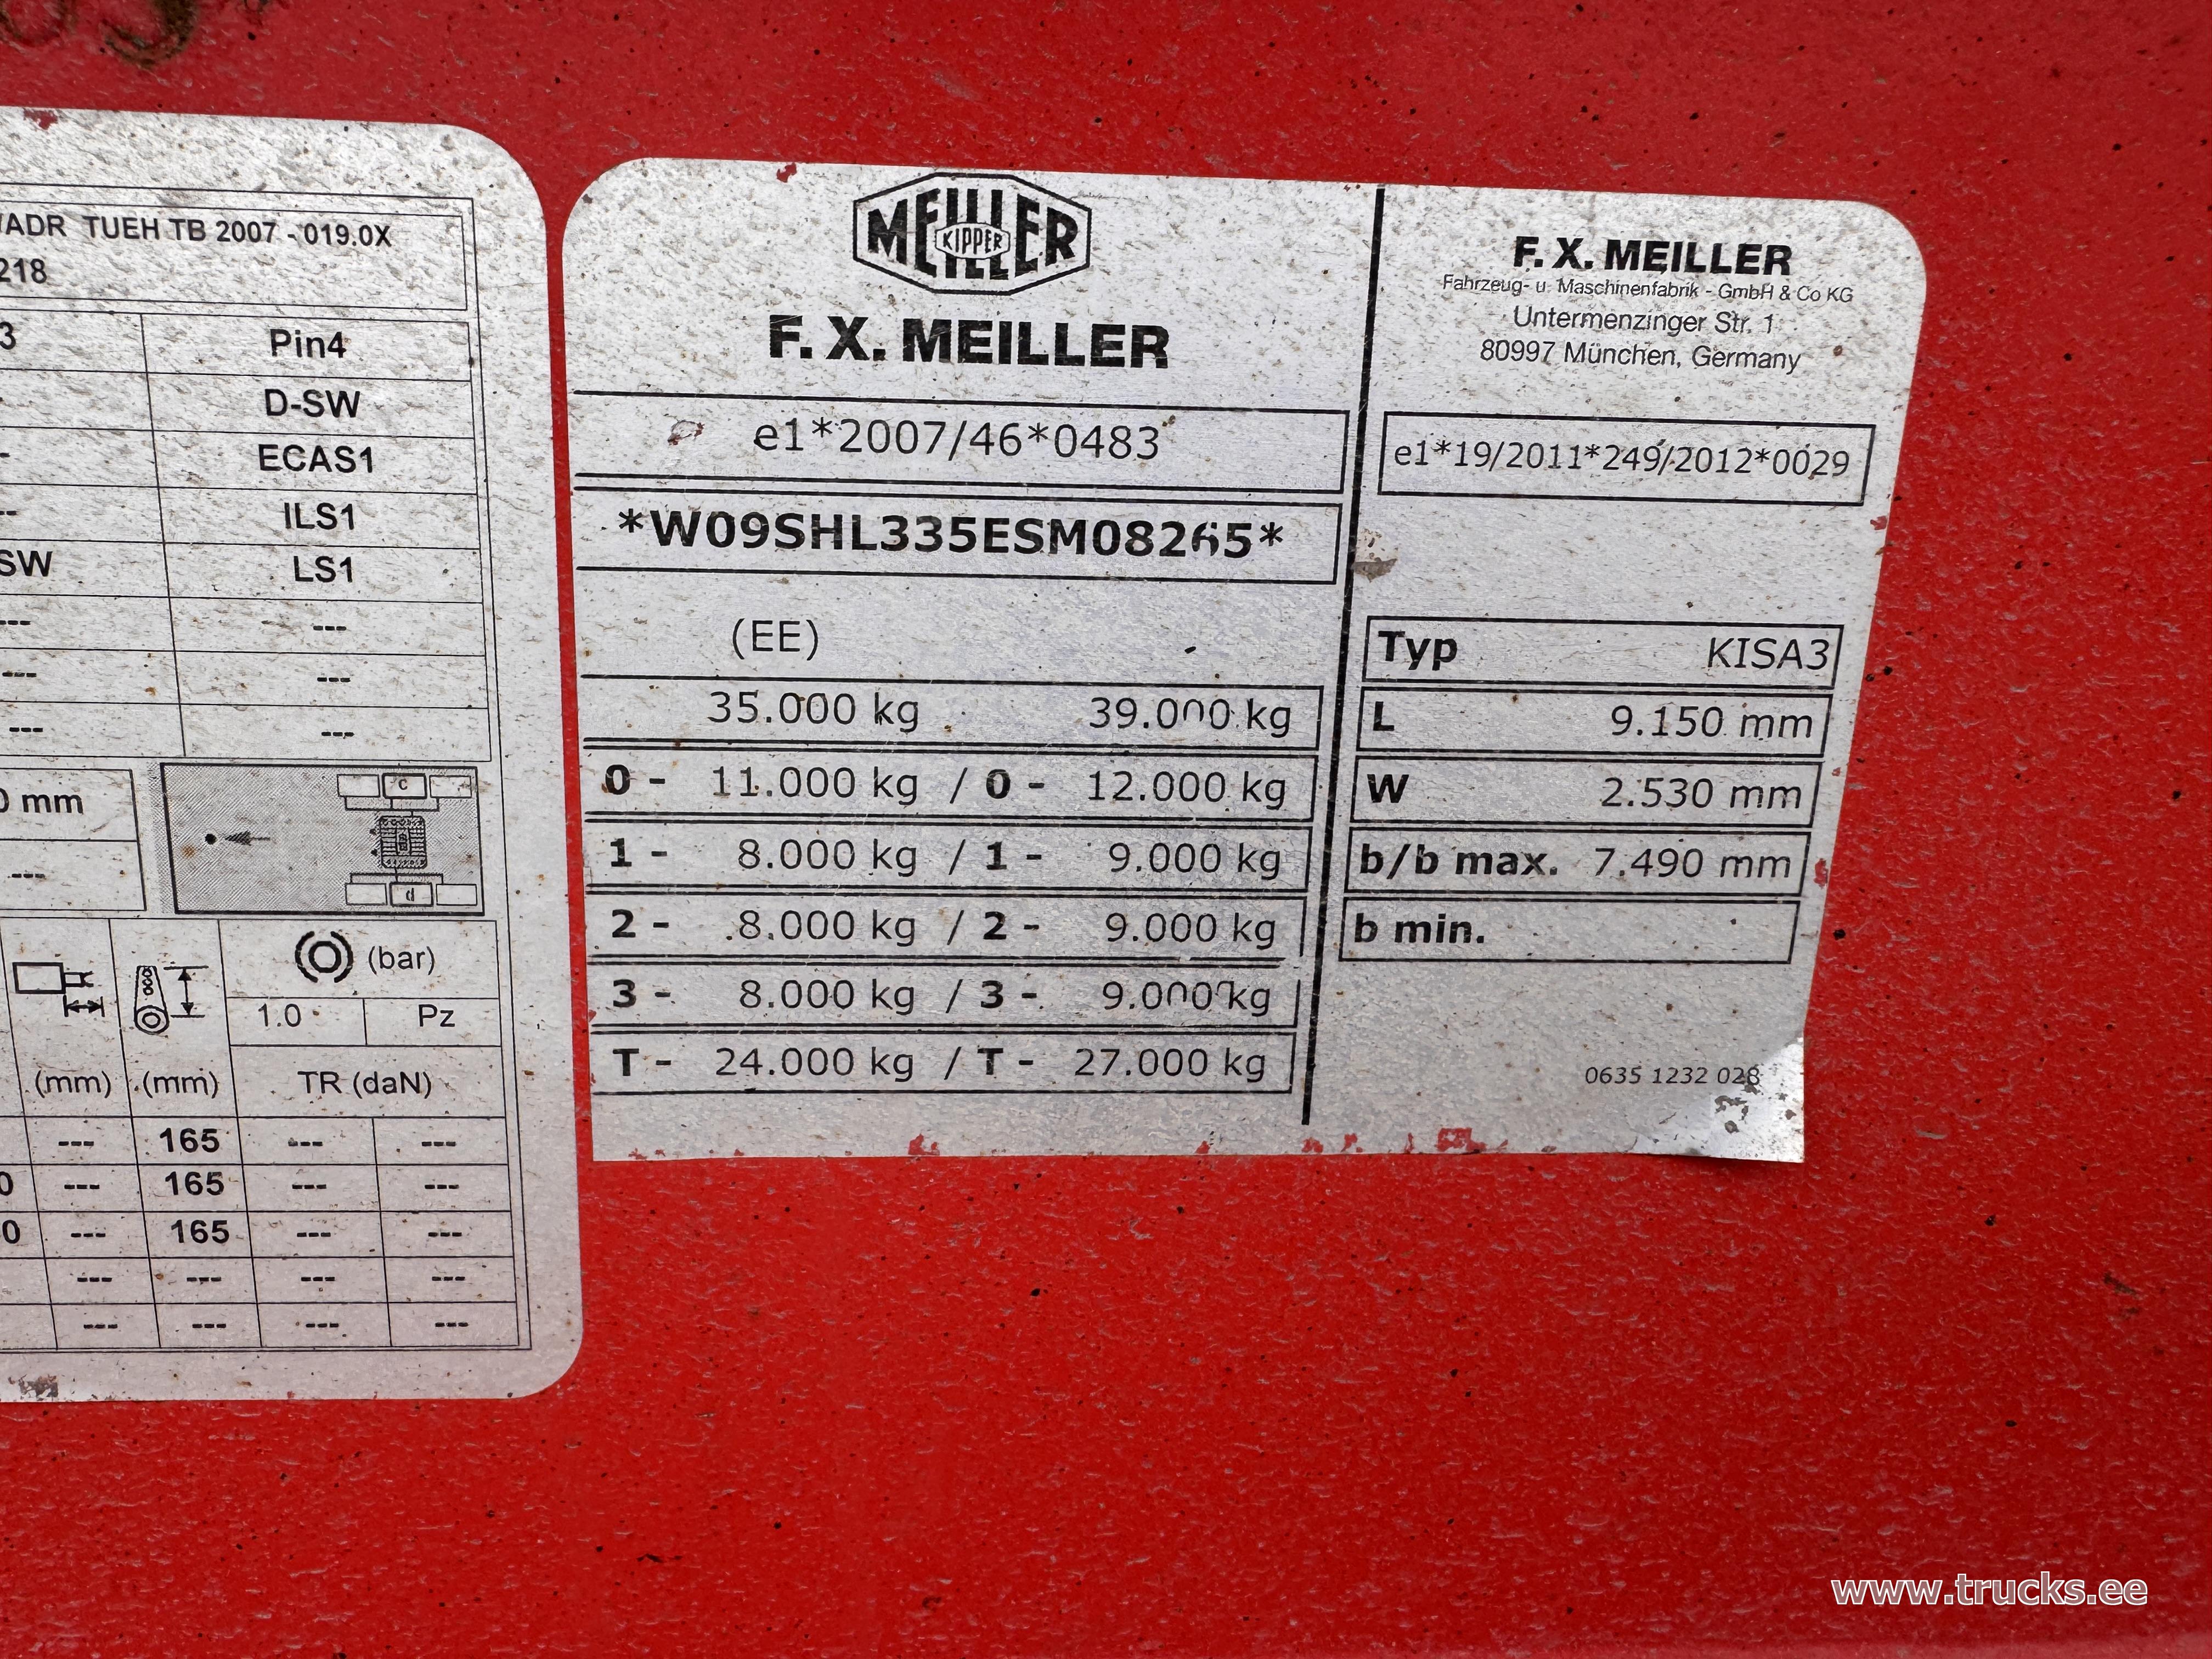 /ADR TUEH TB 2007 - 019.0X
218
3 Pin4
D-SW
- ECAS1
-- ILS1
SW LS1
--- ---
--- ---
--- ---
0 mm
c
---
d
(bar)
1.0 Pz
(mm) (mm) TR (daN)
--- 165 --- ---
0 --- 165 --- ---
0 --- 165 --- ---
--- --- --- ---
--- --- --- ---
MEILLER
KIPPER
F. X. MEILLER
e1*2007/46*0483
*W09SHL335ESM08265*
(EE)
35.000 kg 39.000 kg
0 - 11.000 kg / 0 - 12.000 kg
1 - 8.000 kg / 1 - 9.000 kg
2 - 8.000 kg / 2 - 9.000 kg
3 - 8.000 kg / 3 - 9.000 kg
T - 24.000 kg / T - 27.000 kg
F. X. MEILLER
Fahrzeug- u. Maschinenfabrik - GmbH & Co KG
Untermenzinger Str. 1
80997 München, Germany
e1*19/2011*249/2012*0029
Typ KISA3
L 9.150 mm
W 2.530 mm
b/b max. 7.490 mm
b min.
0635 1232 028
www.trucks.ee